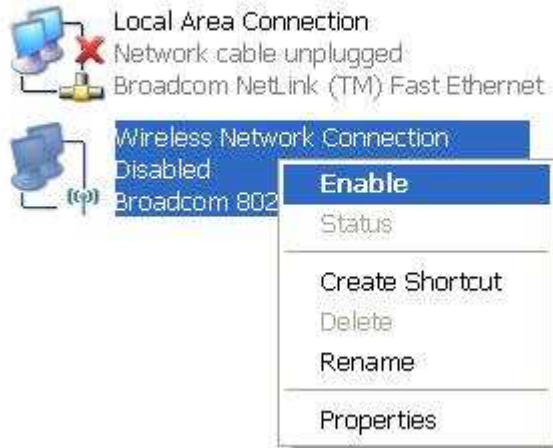 Local Area Connection
Network cable unplugged
Broadcom NetLink (TM) Fast Ethernet
Wireless Network Connection
Disabled
Broadcom 802
Enable
Status
Create Shortcut
Delete
Rename
Properties